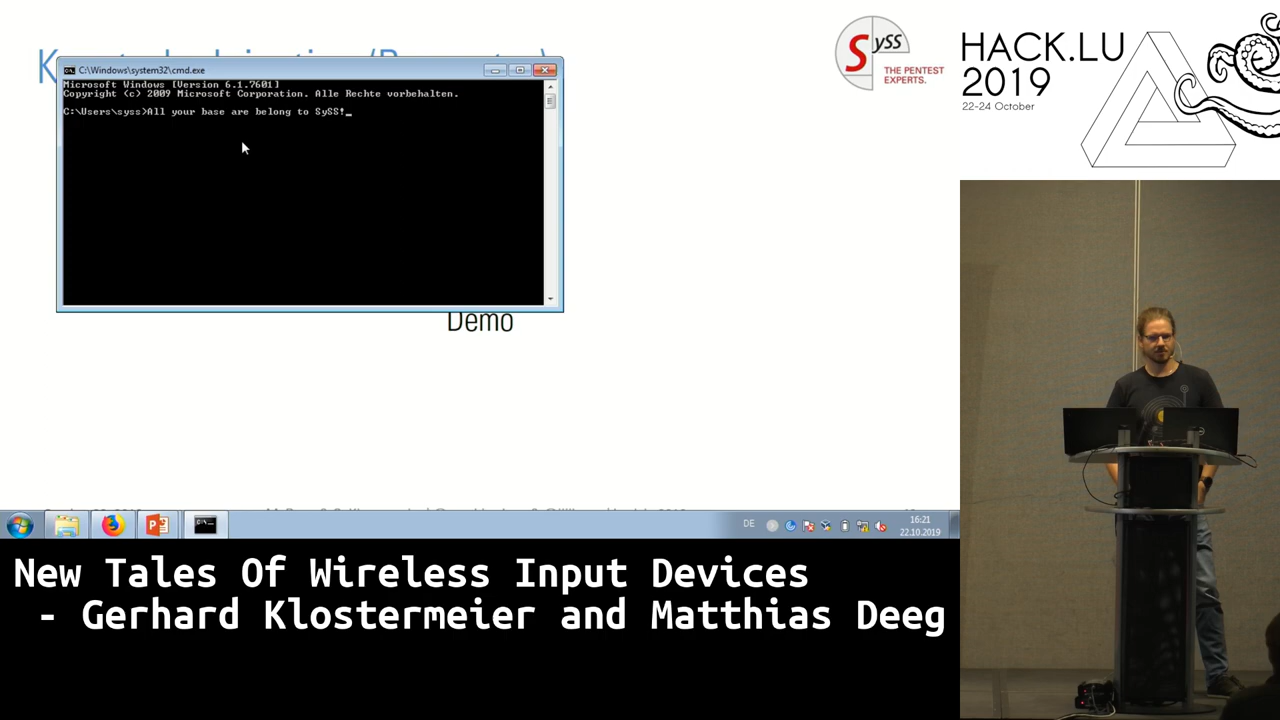 SySS
THE PENTEST
EXPERTS.
HACK.LU
2019
22-24 October
C:\Windows\system32\cmd.exe
Microsoft Windows [Version 6.1.7601]
Copyright (c) 2009 Microsoft Corporation. Alle Rechte vorbehalten.
C:\Users\syss>All your base are belong to SySS!_
Demo
DE
16:21
22.10.2019
New Tales Of Wireless Input Devices
- Gerhard Klostermeier and Matthias Deeg